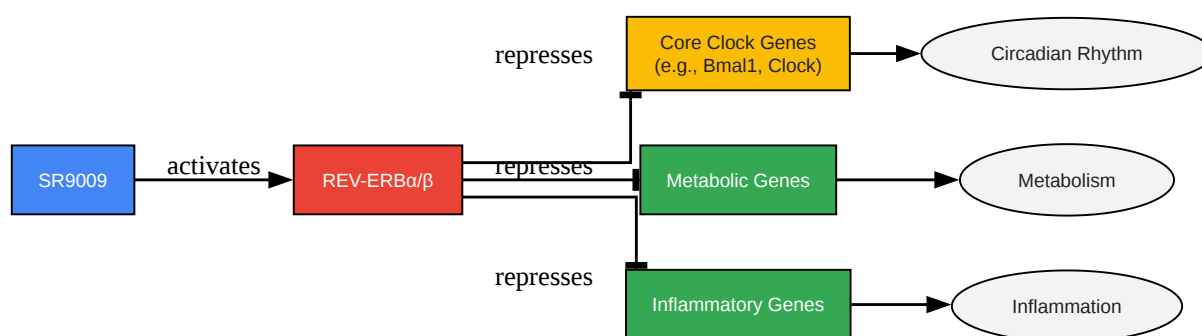 represses
Core Clock Genes
(e.g., Bmal1, Clock)
Circadian Rhythm
SR9009
activates
REV-ERBα/β
represses
Metabolic Genes
Metabolism
represses
Inflammatory Genes
Inflammation